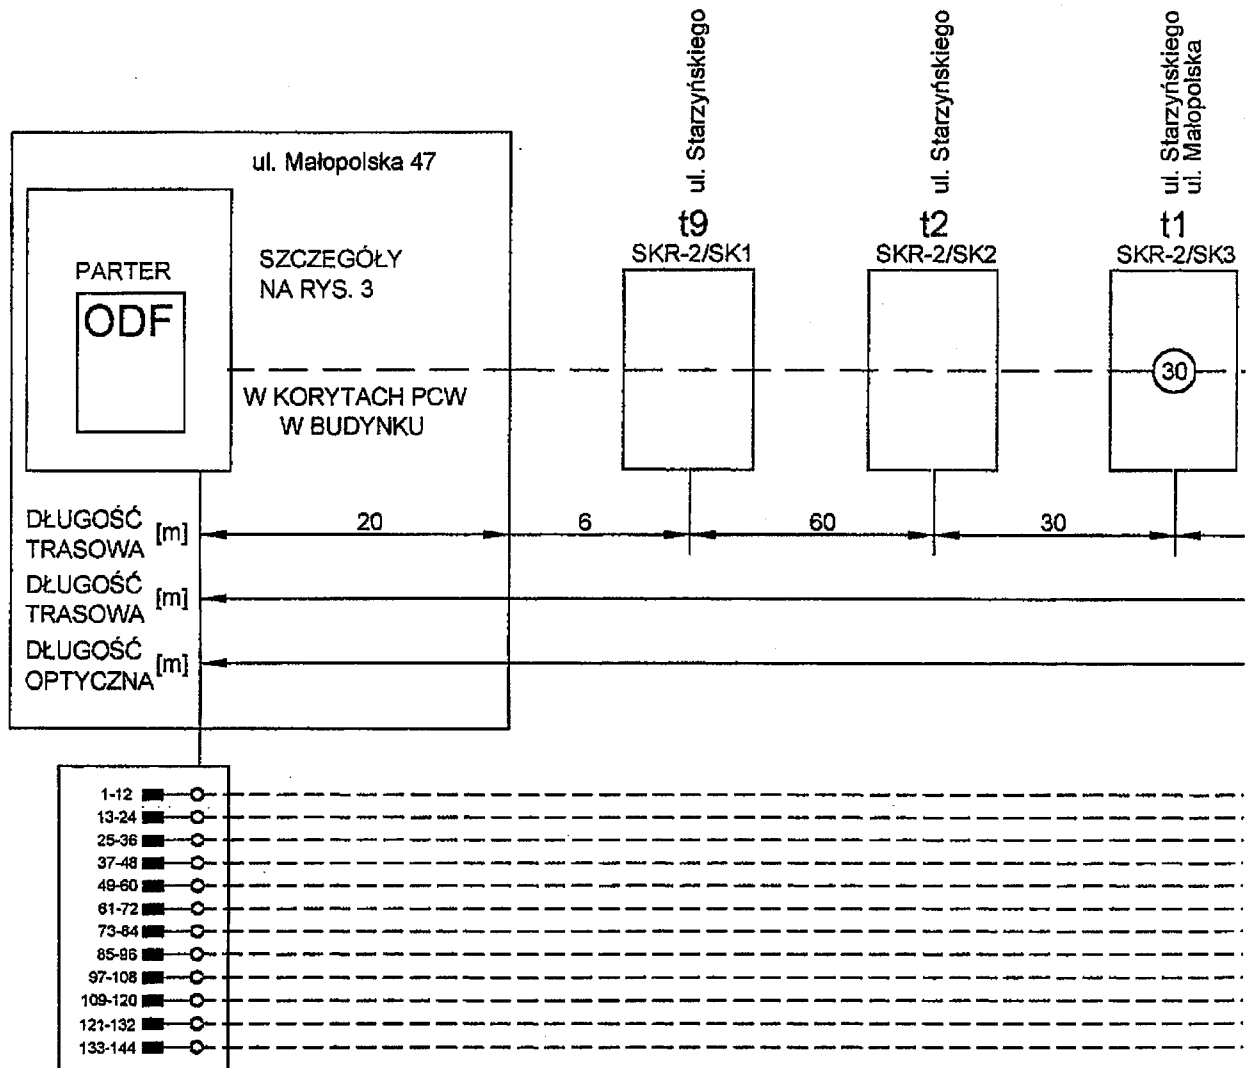 ul. Starzyńskiego
ul. Starzyńskiego
ul. Starzyńskiego
ul. Małopolska
ul. Małopolska 47
t9
SKR-2/SK1
t2
SKR-2/SK2
t1
SKR-2/SK3
PARTER
ODF
SZCZEGÓŁY
NA RYS. 3
30
W KORYTACH PCW
W BUDYNKU
DŁUGOŚĆ
TRASOWA [m]
20
6
60
30
DŁUGOŚĆ
TRASOWA [m]
DŁUGOŚĆ
OPTYCZNA [m]
1-12
13-24
25-36
37-48
49-60
61-72
73-84
85-96
97-108
109-120
121-132
133-144